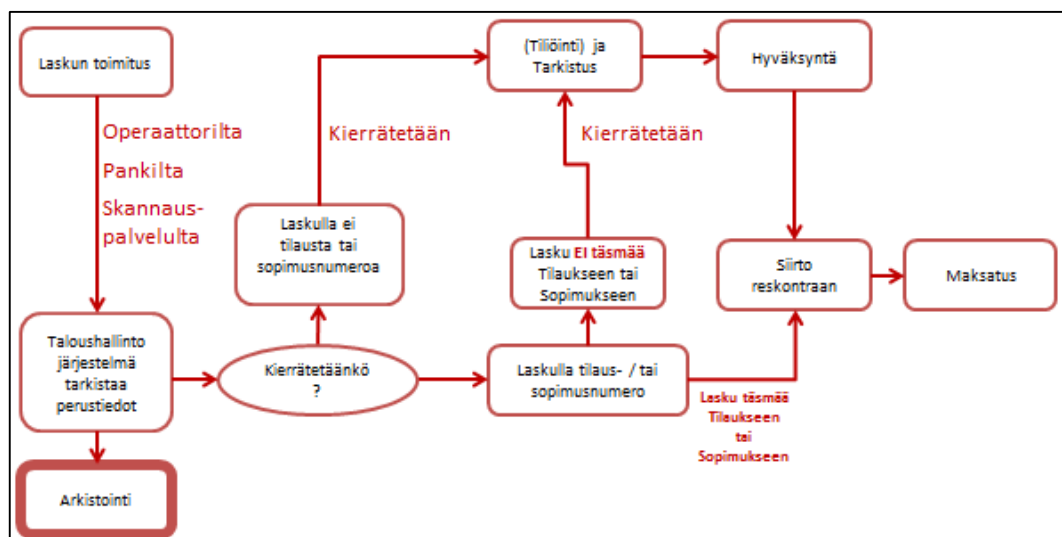 Laskun toimitus
(Tiliöinti) ja
Tarkistus
Hyväksyntä
Operaattorilta
Pankilta
Skannaus-
palvelulta
Kierrätetään
Kierrätetään
Laskulla ei
tilausta tai
sopimusnumeroa
Lasku EI täsmää
Tilaukseen tai
Sopimukseen
Siirto
reskontraan
Maksatus
Taloushallinto
järjestelmä
tarkistaa
perustiedot
Kierrätetäänkö
?
Laskulla tilaus- / tai
sopimusnumero
Lasku täsmää
Tilaukseen
tai
Sopimukseen
Arkistointi